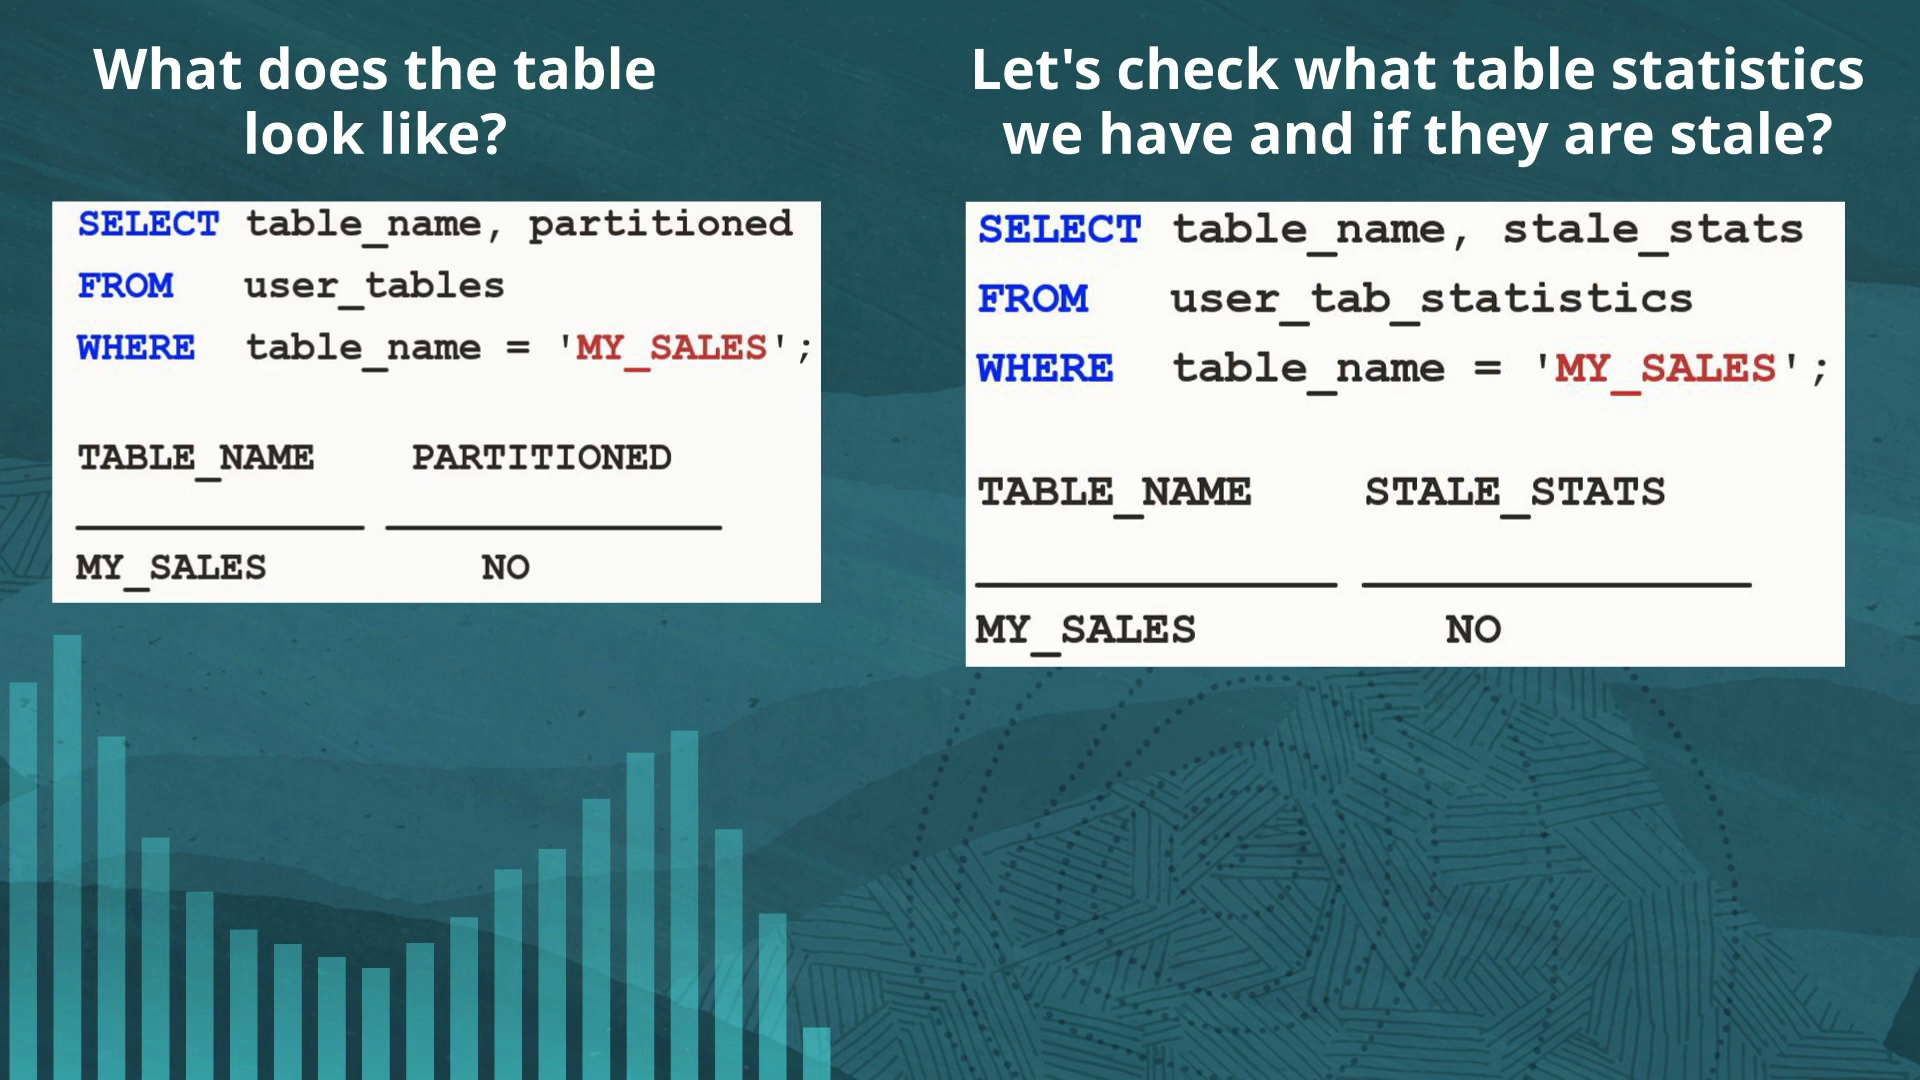 What does the table
look like?
SELECT table_name, partitioned
FROM user_tables
WHERE table_name = 'MY_SALES';
TABLE_NAME PARTITIONED
MY_SALES NO
Let's check what table statistics
we have and if they are stale?
SELECT table_name, stale_stats
FROM user_tab_statistics
WHERE table_name = 'MY_SALES';
TABLE_NAME STALE_STATS
MY_SALES NO